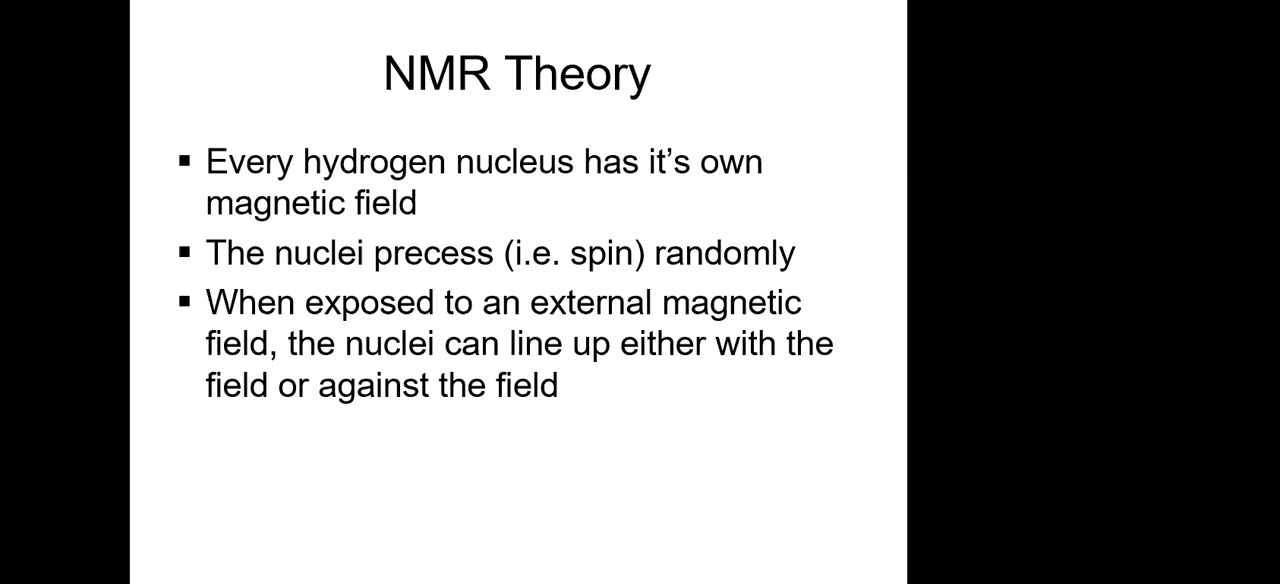 NMR Theory
▪ Every hydrogen nucleus has it’s own
magnetic field
▪ The nuclei precess (i.e. spin) randomly
▪ When exposed to an external magnetic
field, the nuclei can line up either with the
field or against the field